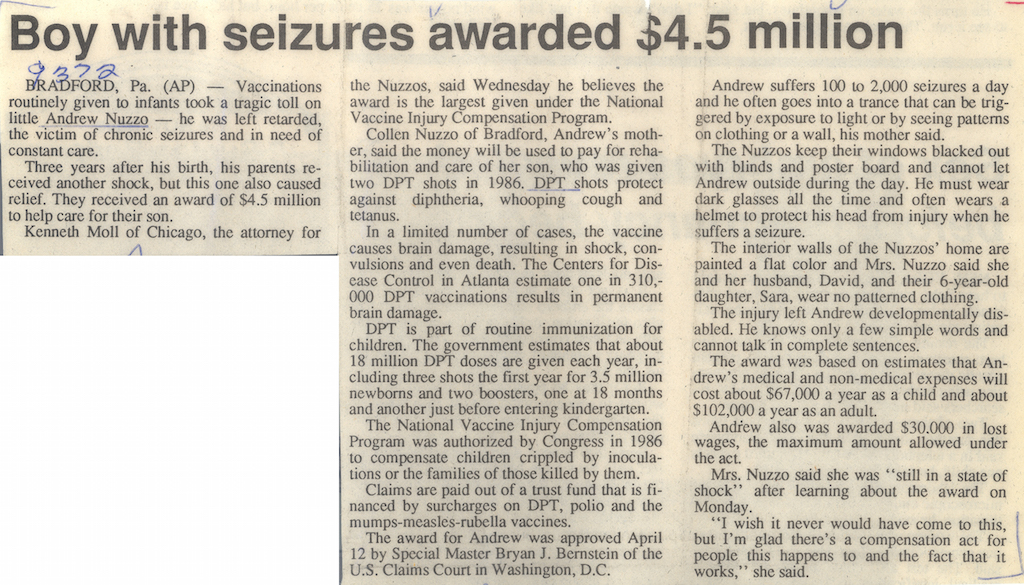 Boy with seizures awarded $4.5 million
9372
BRADFORD, Pa. (AP) — Vaccinations
routinely given to infants took a tragic toll on
little Andrew Nuzzo — he was left retarded,
the victim of chronic seizures and in need of
constant care.
Three years after his birth, his parents re-
ceived another shock, but this one also caused
relief. They received an award of $4.5 million
to help care for their son.
Kenneth Moll of Chicago, the attorney for
the Nuzzos, said Wednesday he believes the
award is the largest given under the National
Vaccine Injury Compensation Program.
Collen Nuzzo of Bradford, Andrew's moth-
er, said the money will be used to pay for reha-
bilitation and care of her son, who was given
two DPT shots in 1986. DPT shots protect
against diphtheria, whooping cough and
tetanus.
In a limited number of cases, the vaccine
causes brain damage, resulting in shock, con-
vulsions and even death. The Centers for Dis-
ease Control in Atlanta estimate one in 310,-
000 DPT vaccinations results in permanent
brain damage.
DPT is part of routine immunization for
children. The government estimates that about
18 million DPT doses are given each year, in-
cluding three shots the first year for 3.5 million
newborns and two boosters, one at 18 months
and another just before entering kindergarten.
The National Vaccine Injury Compensation
Program was authorized by Congress in 1986
to compensate children crippled by inocula-
tions or the families of those killed by them.
Claims are paid out of a trust fund that is fi-
nanced by surcharges on DPT, polio and the
mumps-measles-rubella vaccines.
The award for Andrew was approved April
12 by Special Master Bryan J. Bernstein of the
U.S. Claims Court in Washington, D.C.
Andrew suffers 100 to 2,000 seizures a day
and he often goes into a trance that can be trig-
gered by exposure to light or by seeing patterns
on clothing or a wall, his mother said.
The Nuzzos keep their windows blacked out
with blinds and poster board and cannot let
Andrew outside during the day. He must wear
dark glasses all the time and often wears a
helmet to protect his head from injury when he
suffers a seizure.
The interior walls of the Nuzzos' home are
painted a flat color and Mrs. Nuzzo said she
and her husband, David, and their 6-year-old
daughter, Sara, wear no patterned clothing.
The injury left Andrew developmentally dis-
abled. He knows only a few simple words and
cannot talk in complete sentences.
The award was based on estimates that An-
drew's medical and non-medical expenses will
cost about $67,000 a year as a child and about
$102,000 a year as an adult.
Andrew also was awarded $30.000 in lost
wages, the maximum amount allowed under
the act.
Mrs. Nuzzo said she was "still in a state of
shock" after learning about the award on
Monday.
"I wish it never would have come to this,
but I'm glad there's a compensation act for
people this happens to and the fact that it
works," she said.